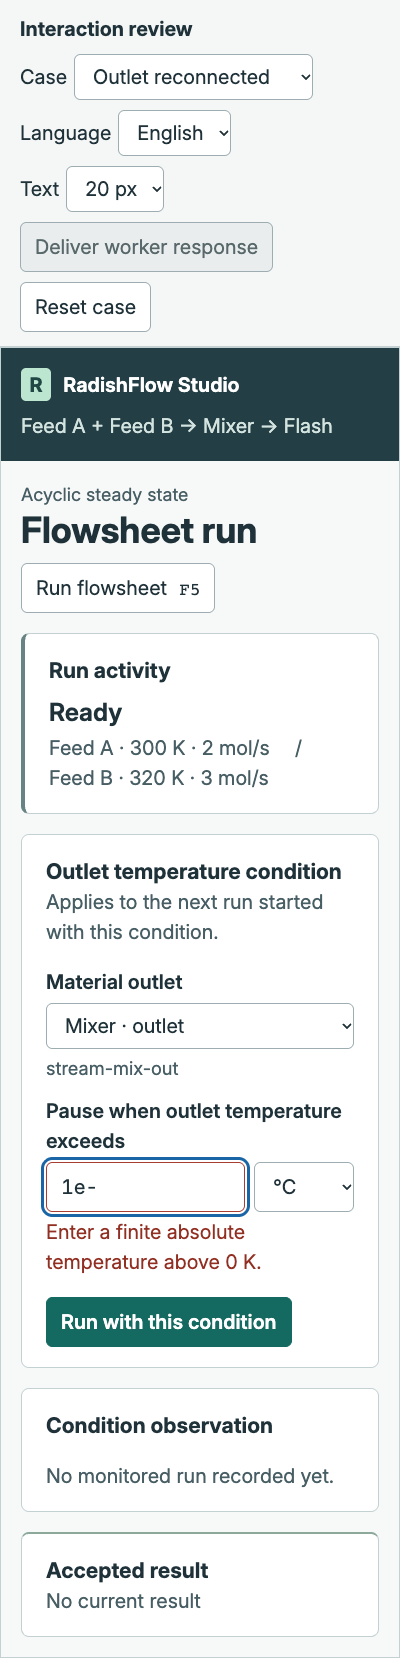 Interaction review
Case Outlet reconnected
Language English
Text 20 px
Deliver worker response
Reset case
R RadishFlow Studio
Feed A + Feed B → Mixer → Flash
Acyclic steady state
Flowsheet run
Run flowsheet F5
Run activity
Ready
Feed A · 300 K · 2 mol/s /
Feed B · 320 K · 3 mol/s
Outlet temperature condition
Applies to the next run started
with this condition.
Material outlet
Mixer · outlet
stream-mix-out
Pause when outlet temperature
exceeds
1e- °C
Enter a finite absolute
temperature above 0 K.
Run with this condition
Condition observation
No monitored run recorded yet.
Accepted result
No current result